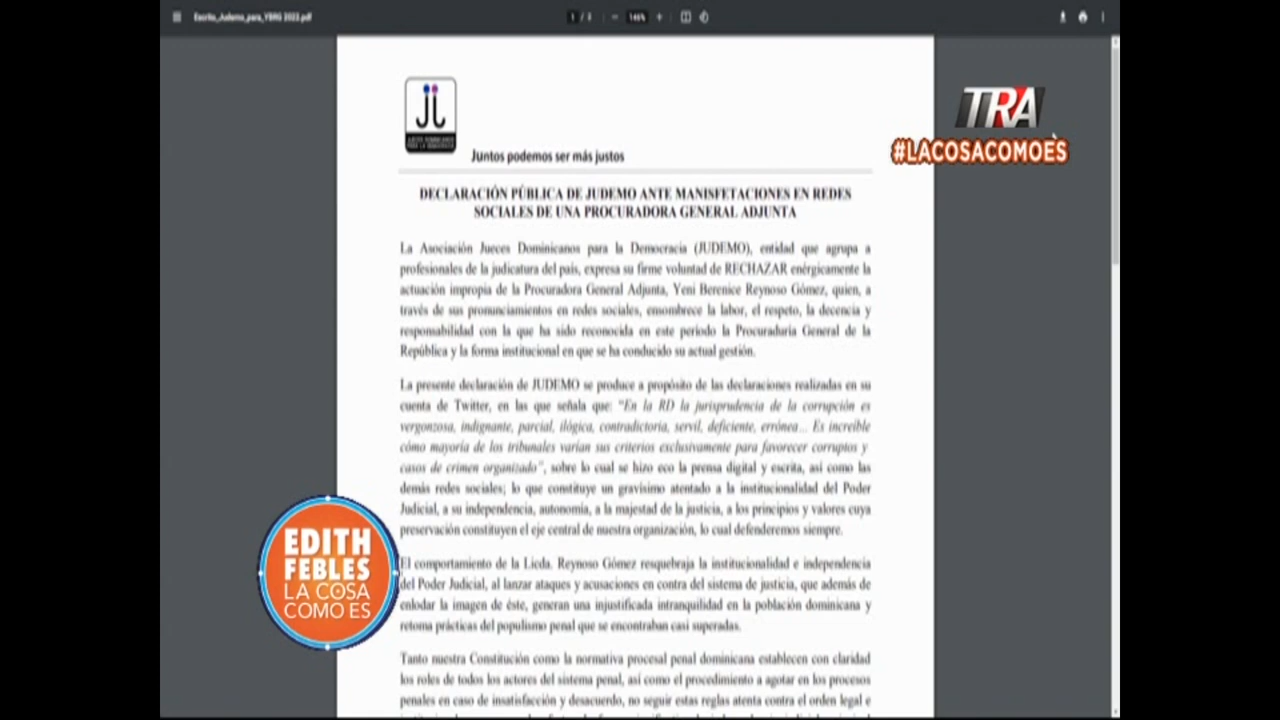 Escrito_Judemo_para_YBRG 2023.pdf
1 / 3 — 146% +
TRA
#LACOSACOMOES
JUECES DOMINICANOS
PARA LA DEMOCRACIA
Juntos podemos ser más justos
DECLARACIÓN PÚBLICA DE JUDEMO ANTE MANISFETACIONES EN REDES
SOCIALES DE UNA PROCURADORA GENERAL ADJUNTA
La Asociación Jueces Dominicanos para la Democracia (JUDEMO), entidad que agrupa a
profesionales de la judicatura del país, expresa su firme voluntad de RECHAZAR enérgicamente la
actuación impropia de la Procuradora General Adjunta, Yeni Berenice Reynoso Gómez, quien, a
través de sus pronunciamientos en redes sociales, ensombrece la labor, el respeto, la decencia y
responsabilidad con la que ha sido reconocida en este período la Procuraduría General de la
República y la forma institucional en que se ha conducido su actual gestión.
La presente declaración de JUDEMO se produce a propósito de las declaraciones realizadas en su
cuenta de Twitter, en las que señala que: "En la RD la jurisprudencia de la corrupción es
vergonzosa, indignante, parcial, ilógica, contradictoria, servil, deficiente, errónea... Es increíble
cómo mayoría de los tribunales varían sus criterios exclusivamente para favorecer corruptos y
casos de crimen organizado", sobre lo cual se hizo eco la prensa digital y escrita, así como las
demás redes sociales; lo que constituye un gravísimo atentado a la institucionalidad del Poder
Judicial, a su independencia, autonomía, a la majestad de la justicia, a los principios y valores cuya
preservación constituyen el eje central de nuestra organización, lo cual defenderemos siempre.
El comportamiento de la Licda. Reynoso Gómez resquebraja la institucionalidad e independencia
del Poder Judicial, al lanzar ataques y acusaciones en contra del sistema de justicia, que además de
enlodar la imagen de éste, generan una injustificada intranquilidad en la población dominicana y
retoma prácticas del populismo penal que se encontraban casi superadas.
Tanto nuestra Constitución como la normativa procesal penal dominicana establecen con claridad
los roles de todos los actores del sistema penal, así como el procedimiento a agotar en los procesos
penales en caso de insatisfacción y desacuerdo, no seguir estas reglas atenta contra el orden legal e
EDITH
FEBLES
LA COSA
COMO ES